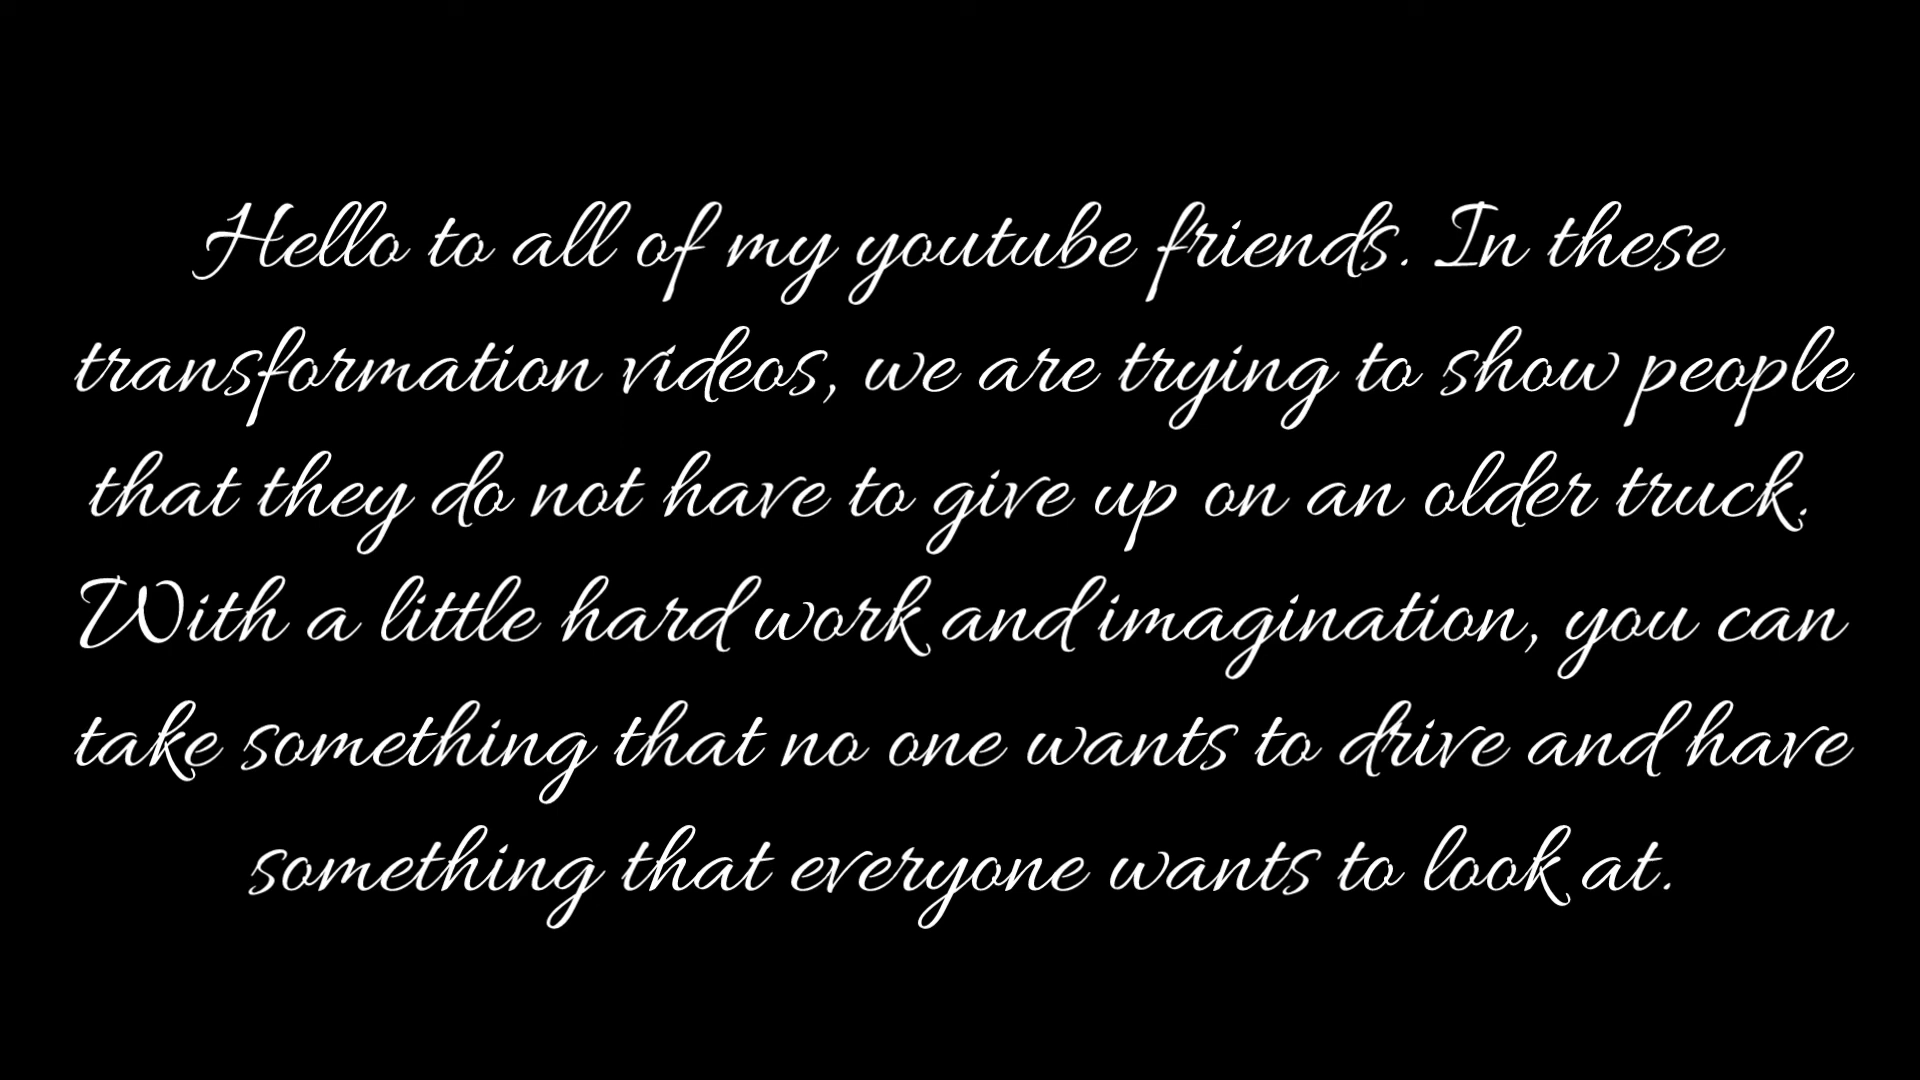 Hello to all of my youtube friends. In these
transformation videos, we are trying to show people
that they do not have to give up on an older truck.
With a little hard work and imagination, you can
take something that no one wants to drive and have
something that everyone wants to look at.